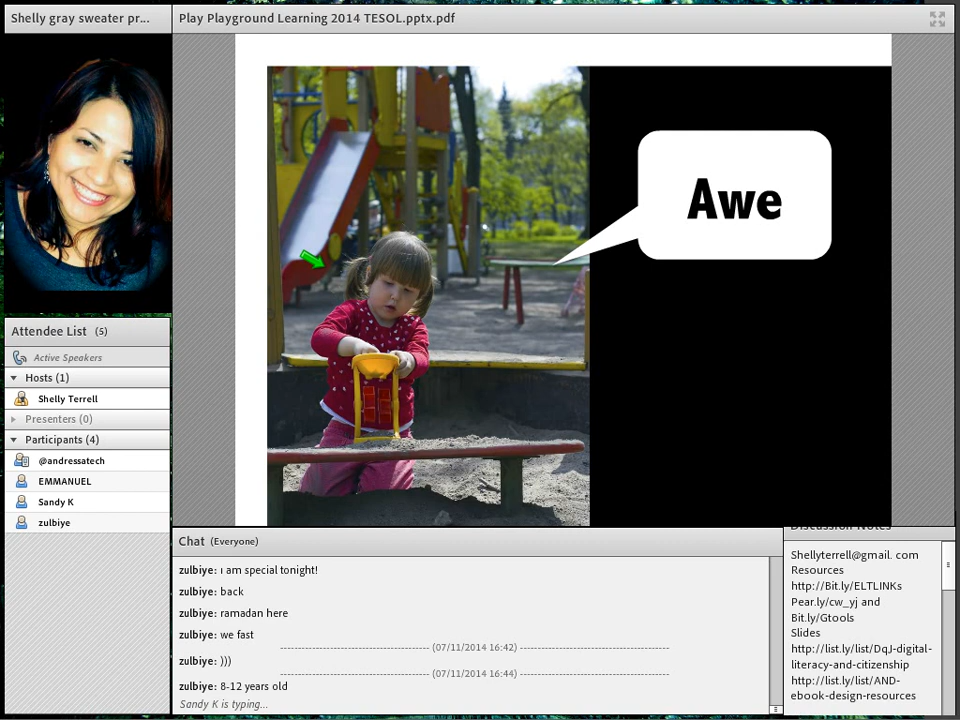 Shelly gray sweater pr...
Play Playground Learning 2014 TESOL.pptx.pdf
Awe
Attendee List (5)
Active Speakers
Hosts (1)
Shelly Terrell
Presenters (0)
Participants (4)
@andressatech
EMMANUEL
Sandy K
zulbiye
Chat (Everyone)
zulbiye: ı am special tonight!
zulbiye: back
zulbiye: ramadan here
zulbiye: we fast
(07/11/2014 16:42)
zulbiye: )))
(07/11/2014 16:44)
zulbiye: 8-12 years old
Sandy K is typing...
Discussion Notes
Shellyterrell@gmail. com
Resources
http://Bit.ly/ELTLINKs
Pear.ly/cw_yj and
Bit.ly/Gtools
Slides
http://list.ly/list/DqJ-digital-
literacy-and-citizenship
http://list.ly/list/AND-
ebook-design-resources